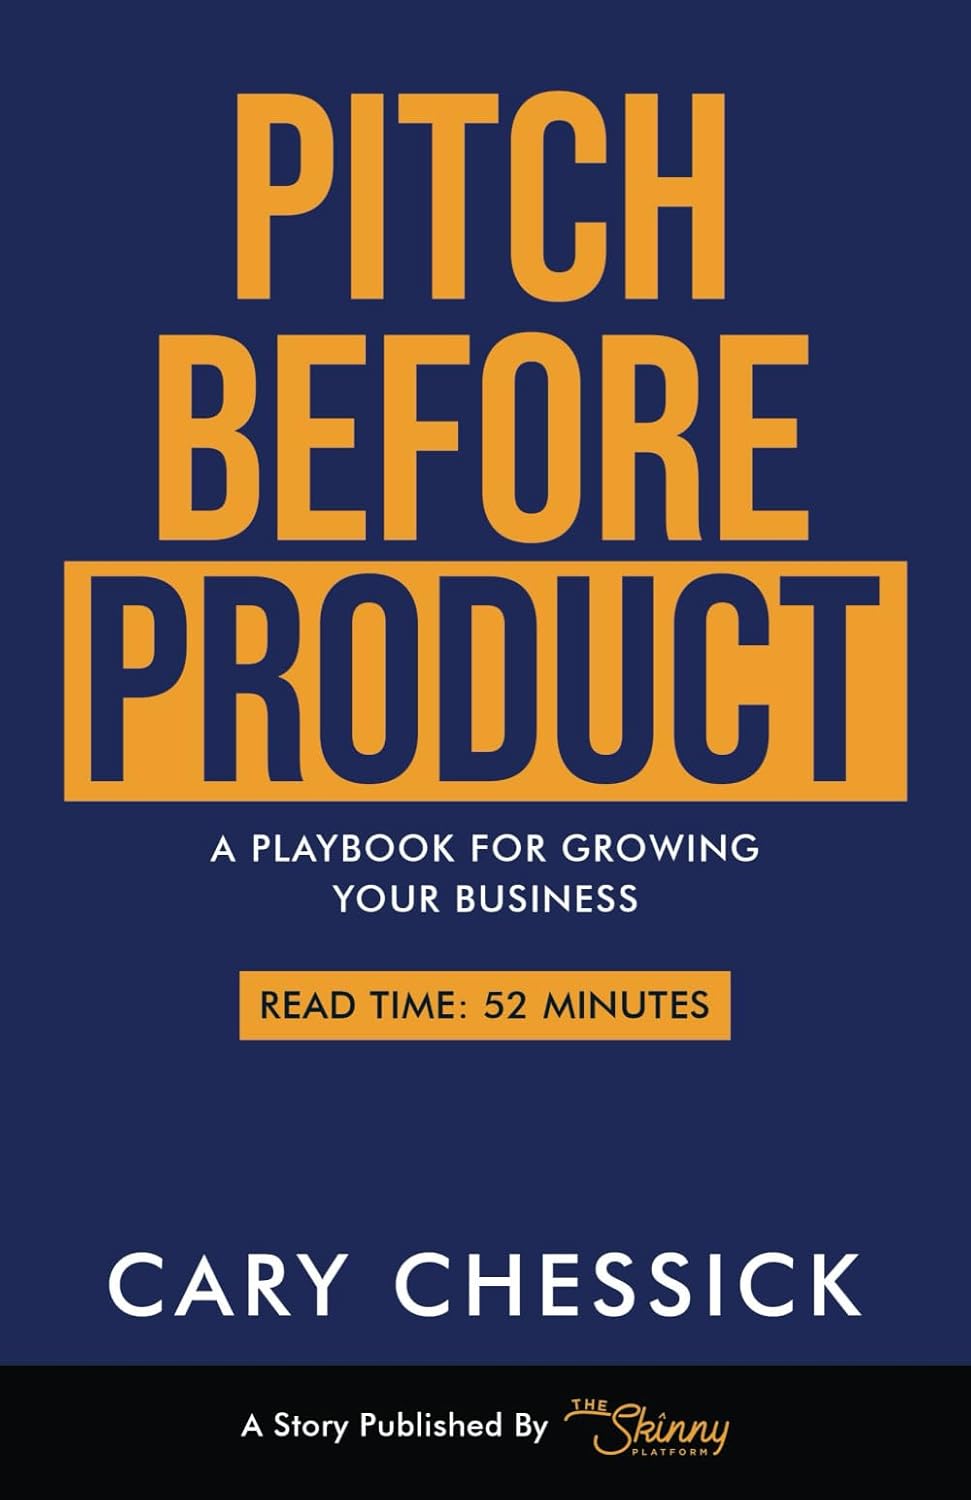 PITCH
BEFORE
PRODUCT
A PLAYBOOK FOR GROWING
YOUR BUSINESS
READ TIME: 52 MINUTES
CARY CHESSICK
A Story Published By THE Skinny PLATFORM